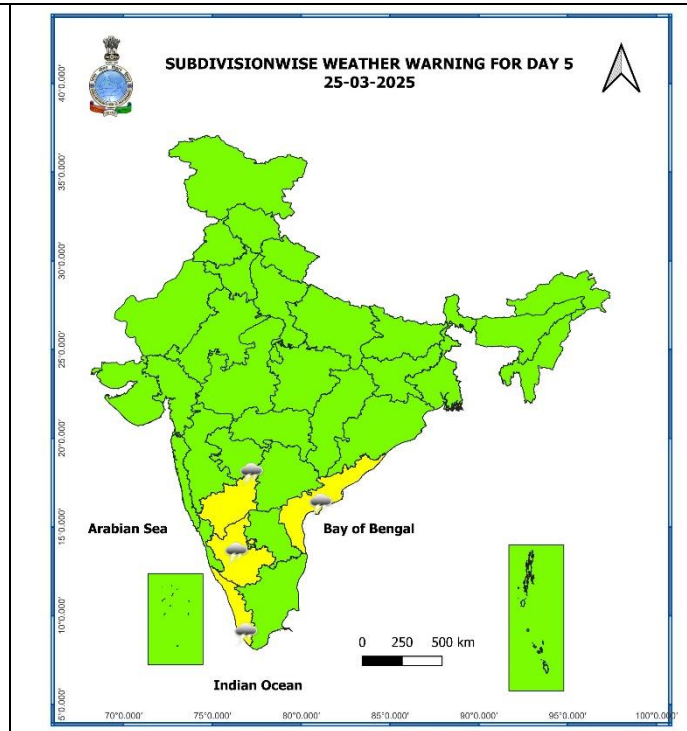 SUBDIVISIONWISE WEATHER WARNING FOR DAY 5
25-03-2025
40°0.000'
35°0.000'
30°0.000'
25°0.000'
20°0.000'
15°0.000'
10°0.000'
5°0.000'
Arabian Sea
Bay of Bengal
0 250 500 km
Indian Ocean
70°0.000' 75°0.000' 80°0.000' 85°0.000' 90°0.000' 95°0.000' 100°0.000'